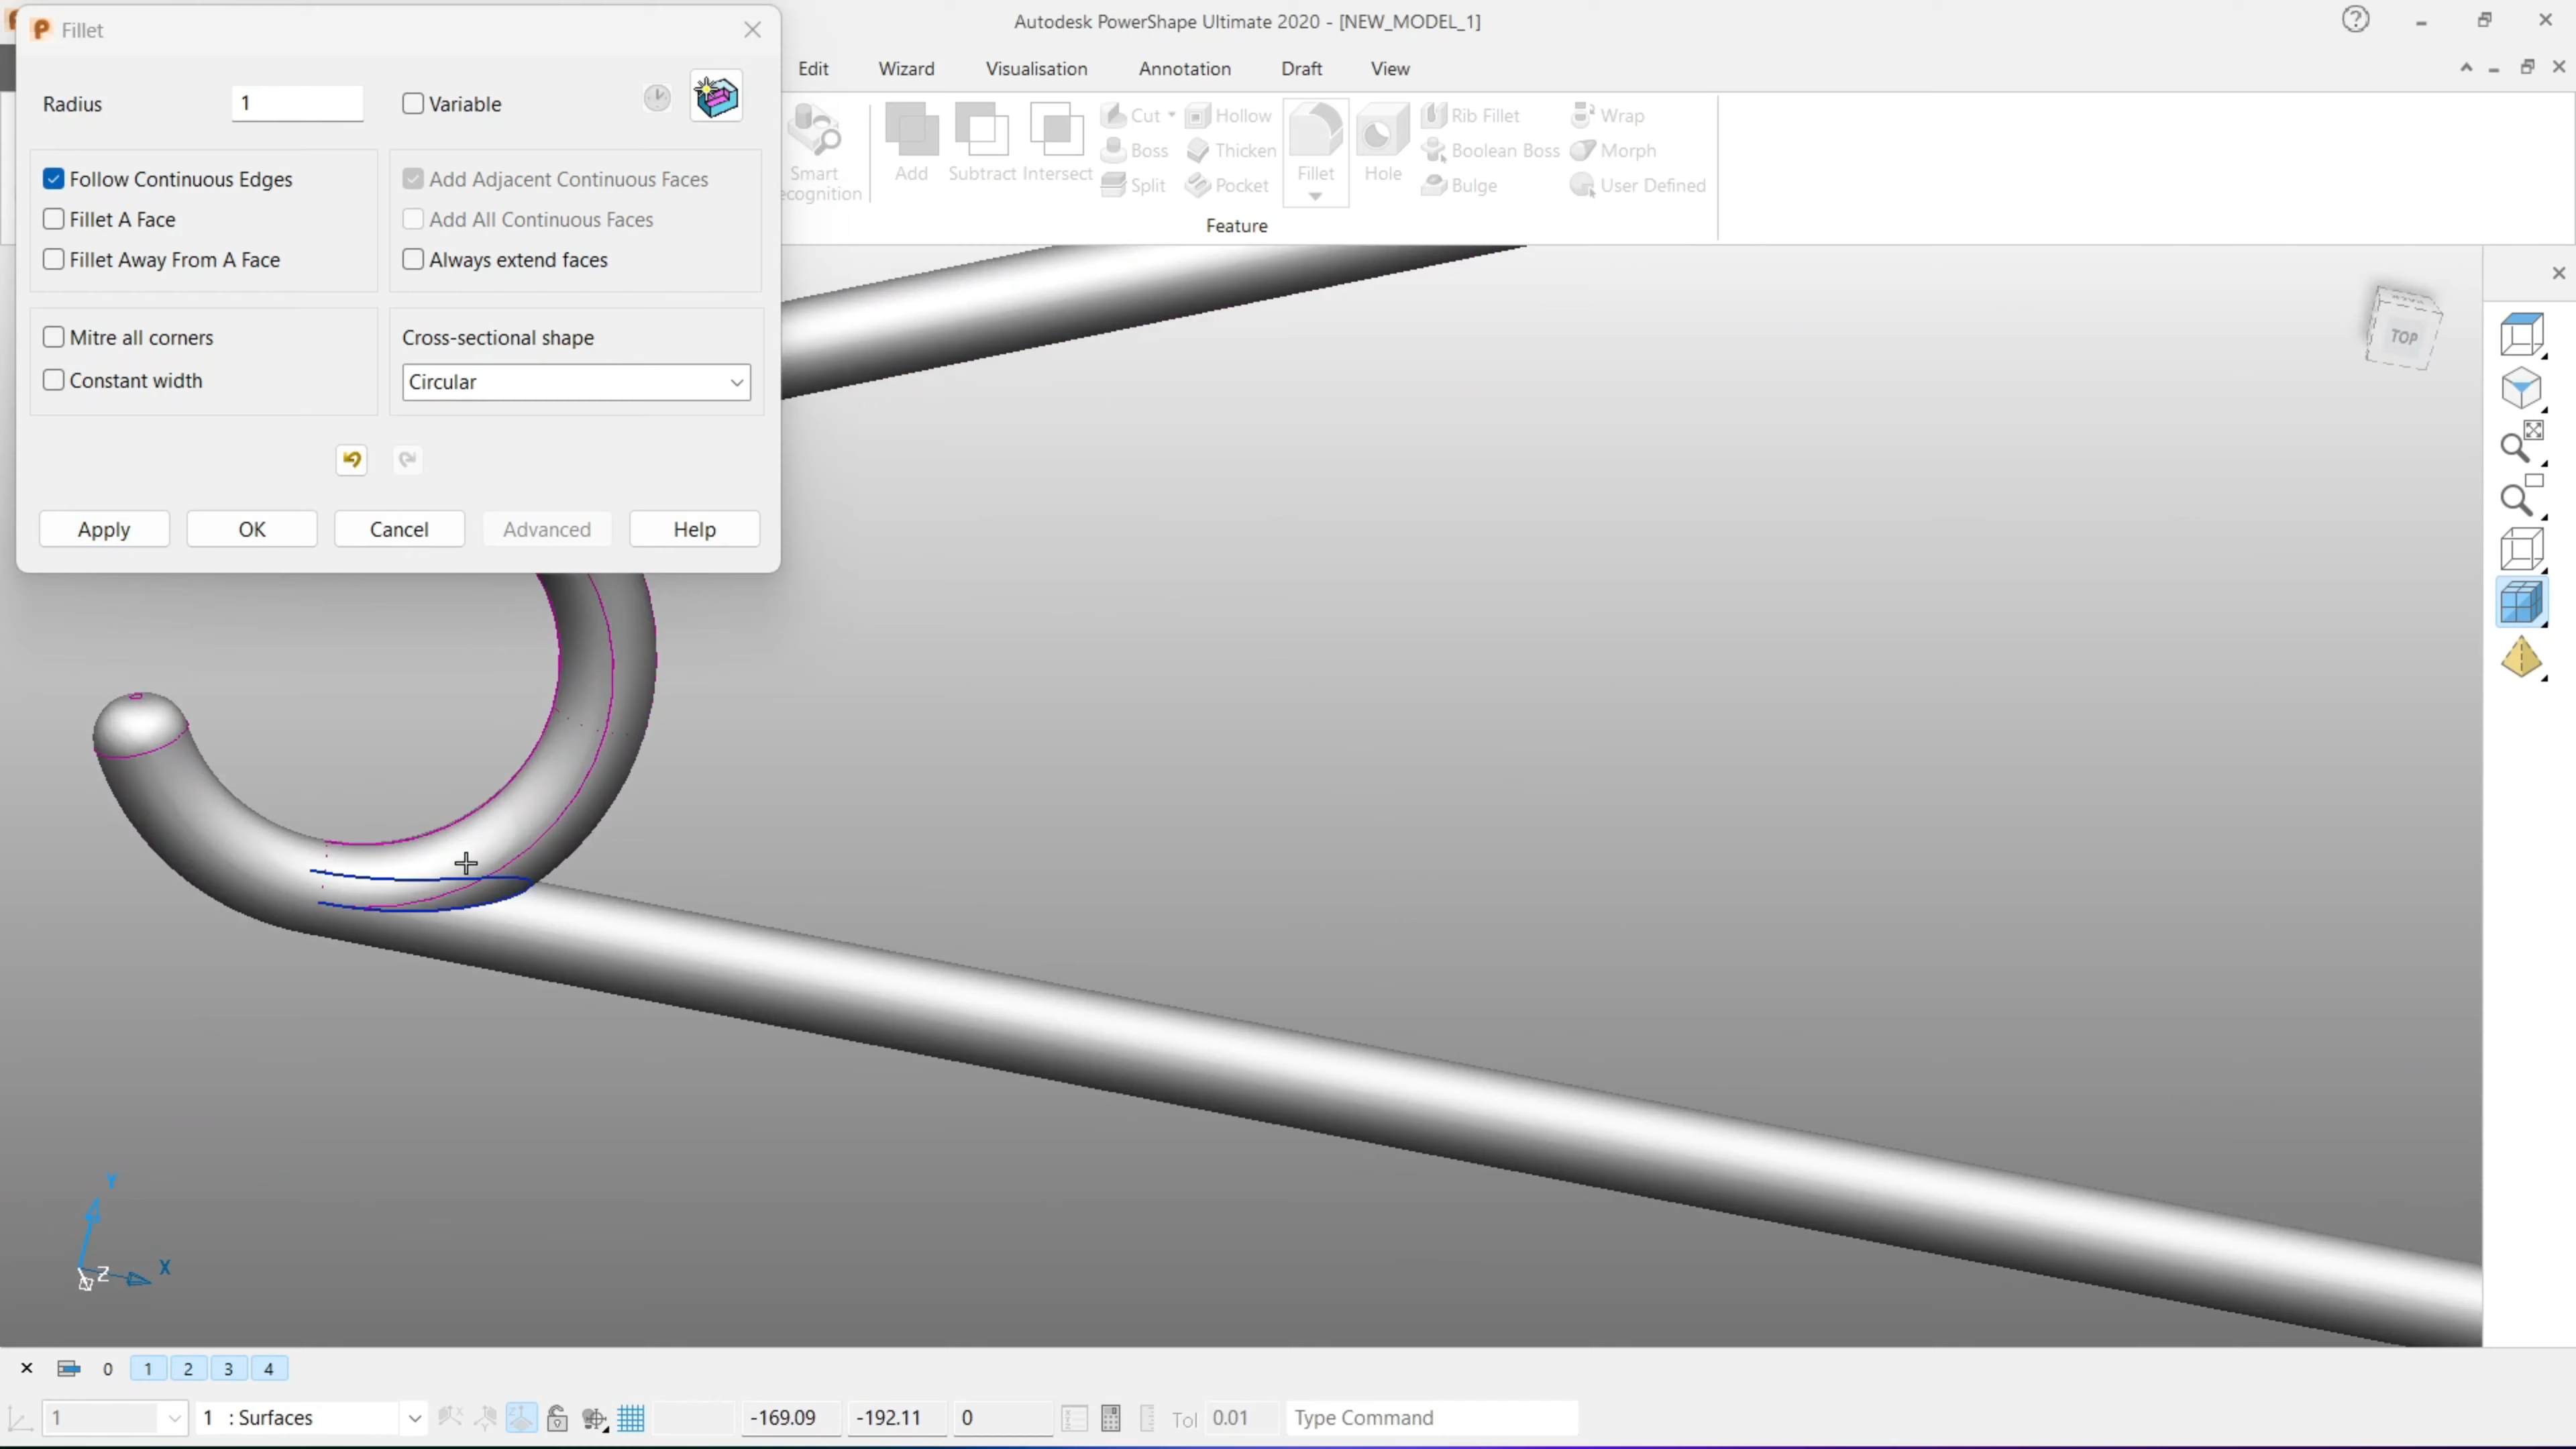 Fillet
Autodesk PowerShape Ultimate 2020 - [NEW_MODEL_1]
Edit Wizard Visualisation Annotation Draft View
Radius 1 Variable
Follow Continuous Edges
Fillet A Face
Fillet Away From A Face
Add Adjacent Continuous Faces
Add All Continuous Faces
Always extend faces
Mitre all corners
Constant width
Cross-sectional shape
Circular
Apply OK Cancel Advanced Help
Smart
ecognition
Add Subtract Intersect
Cut Hollow
Boss Thicken
Split Pocket
Fillet Hole
Rib Fillet Wrap
Boolean Boss Morph
Bulge User Defined
Feature
TOP
Y
Z X
0 1 2 3 4
1 1 : Surfaces -169.09 -192.11 0 Tol 0.01 Type Command